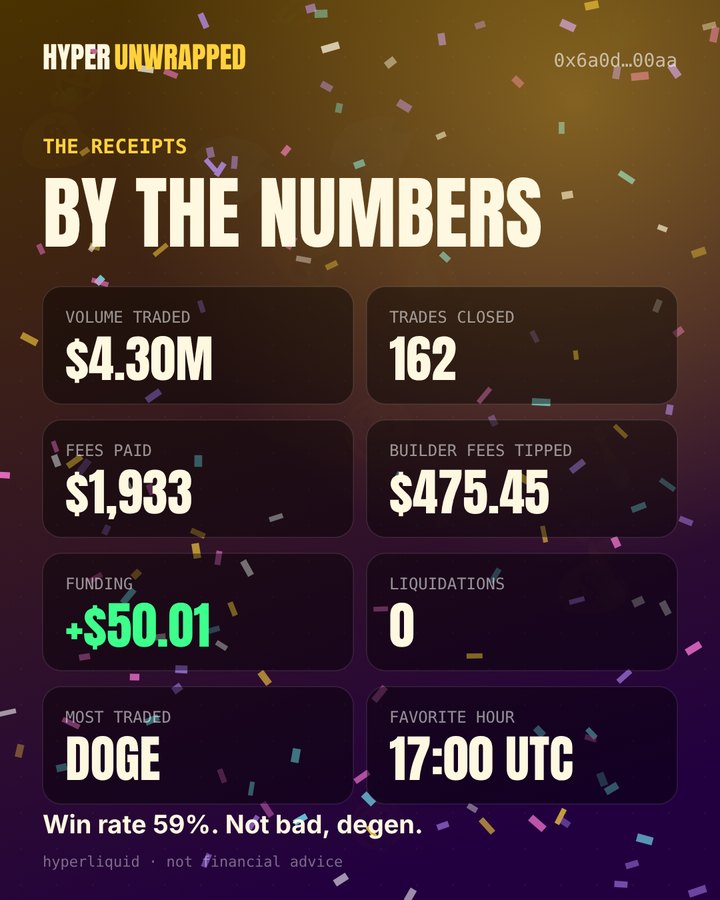 HYPER UNWRAPPED
0x6a0d…00aa
THE RECEIPTS
BY THE NUMBERS
VOLUME TRADED
$4.30M
TRADES CLOSED
162
FEES PAID
$1,933
BUILDER FEES TIPPED
$475.45
FUNDING
+$50.01
LIQUIDATIONS
0
MOST TRADED
DOGE
FAVORITE HOUR
17:00 UTC
Win rate 59%. Not bad, degen.
hyperliquid · not financial advice